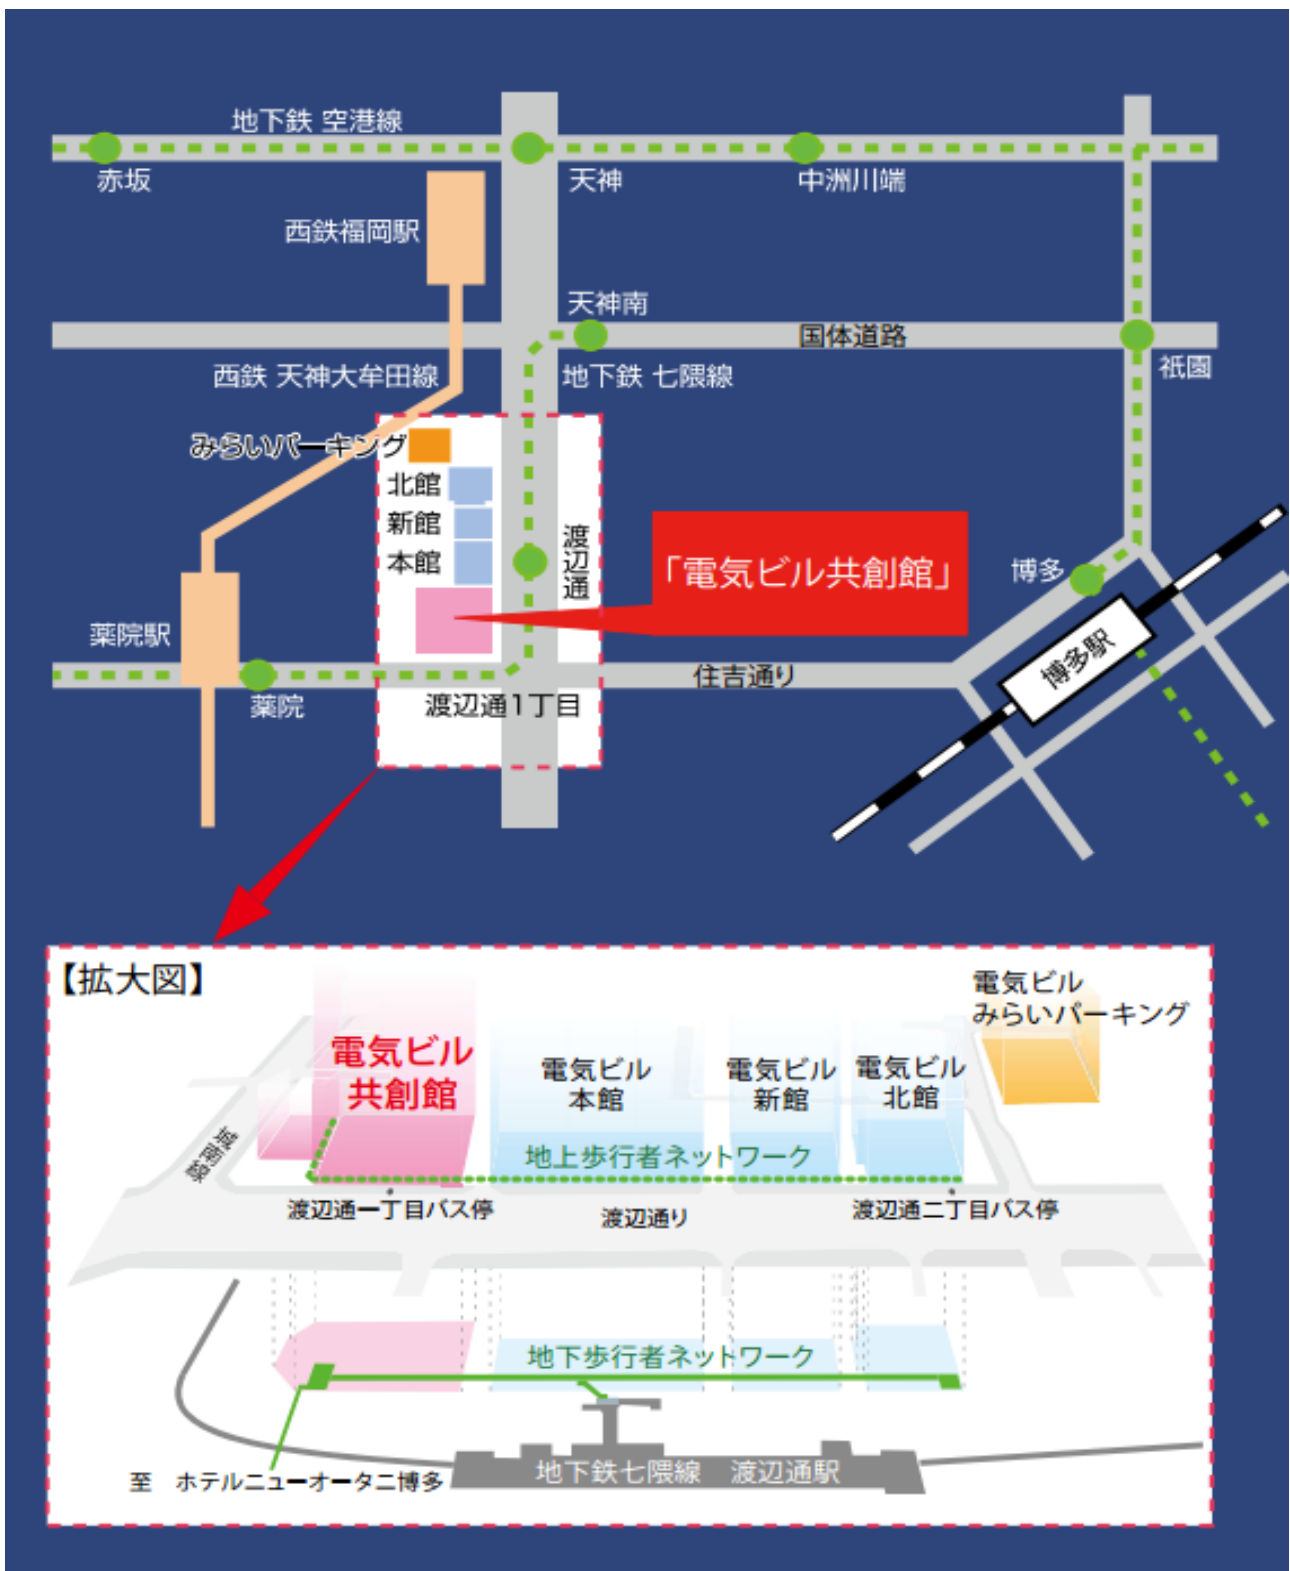 地下鉄 空港線
赤坂
天神
中洲川端
西鉄福岡駅
天神南
国体道路
西鉄 天神大牟田線
地下鉄 七隈線
祇園
みらいパーキング
北館
新館
本館
渡辺通
「電気ビル共創館」
博多
薬院駅
博多駅
住吉通り
薬院
渡辺通1丁目
【拡大図】
電気ビル
みらいパーキング
電気ビル
共創館
電気ビル
本館
電気ビル
新館
電気ビル
北館
城南線
地上歩行者ネットワーク
渡辺通一丁目バス停
渡辺通り
渡辺通二丁目バス停
地下歩行者ネットワーク
地下鉄七隈線 渡辺通駅
至 ホテルニューオータニ博多